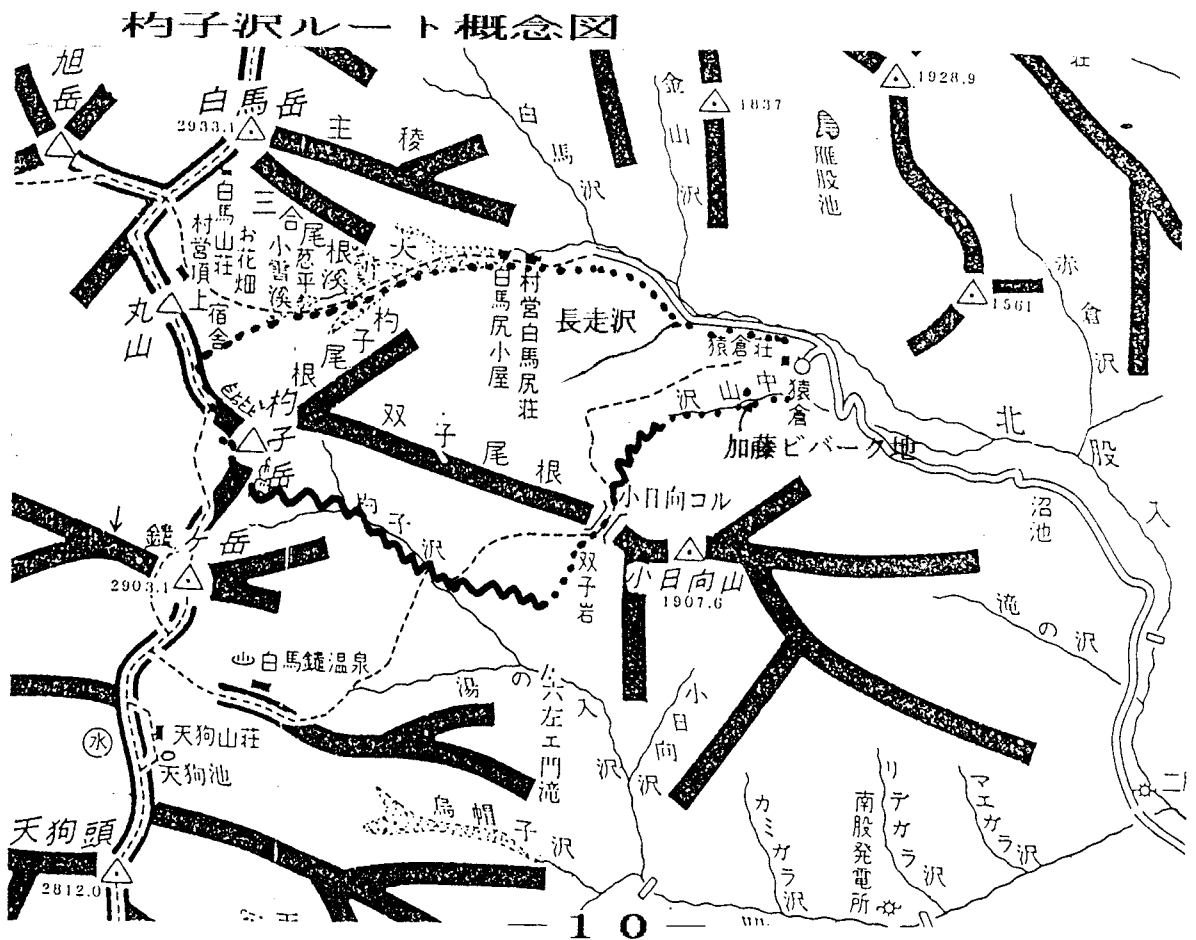 杓子沢ルート概念図
旭岳
白馬岳
2933.1
主稜
白馬沢
金山沢
1837
1928.9
雁股池
荘
赤倉沢
1561
三合尾根
白馬山荘
村営頂上宿舎
お花畑
小雪溪
葱平
大雪溪
白馬尻小屋
村営白馬尻荘
長走沢
猿倉荘
猿倉
中山沢
加藤ビバーク地
北股入
丸山
杓子尾根
杓子岳
双子尾根
小日向コル
沼池
杓子沢
双子岩
小日向山
1907.6
鑓ヶ岳
2903.1
滝の沢
白馬鑓温泉
湯の入沢
六左エ門滝
小日向沢
水
天狗山荘
天狗池
烏帽子沢
カミガラ沢
南股発電所
リデガラ沢
マエガラ沢
二
天狗頭
2812.0
—10—